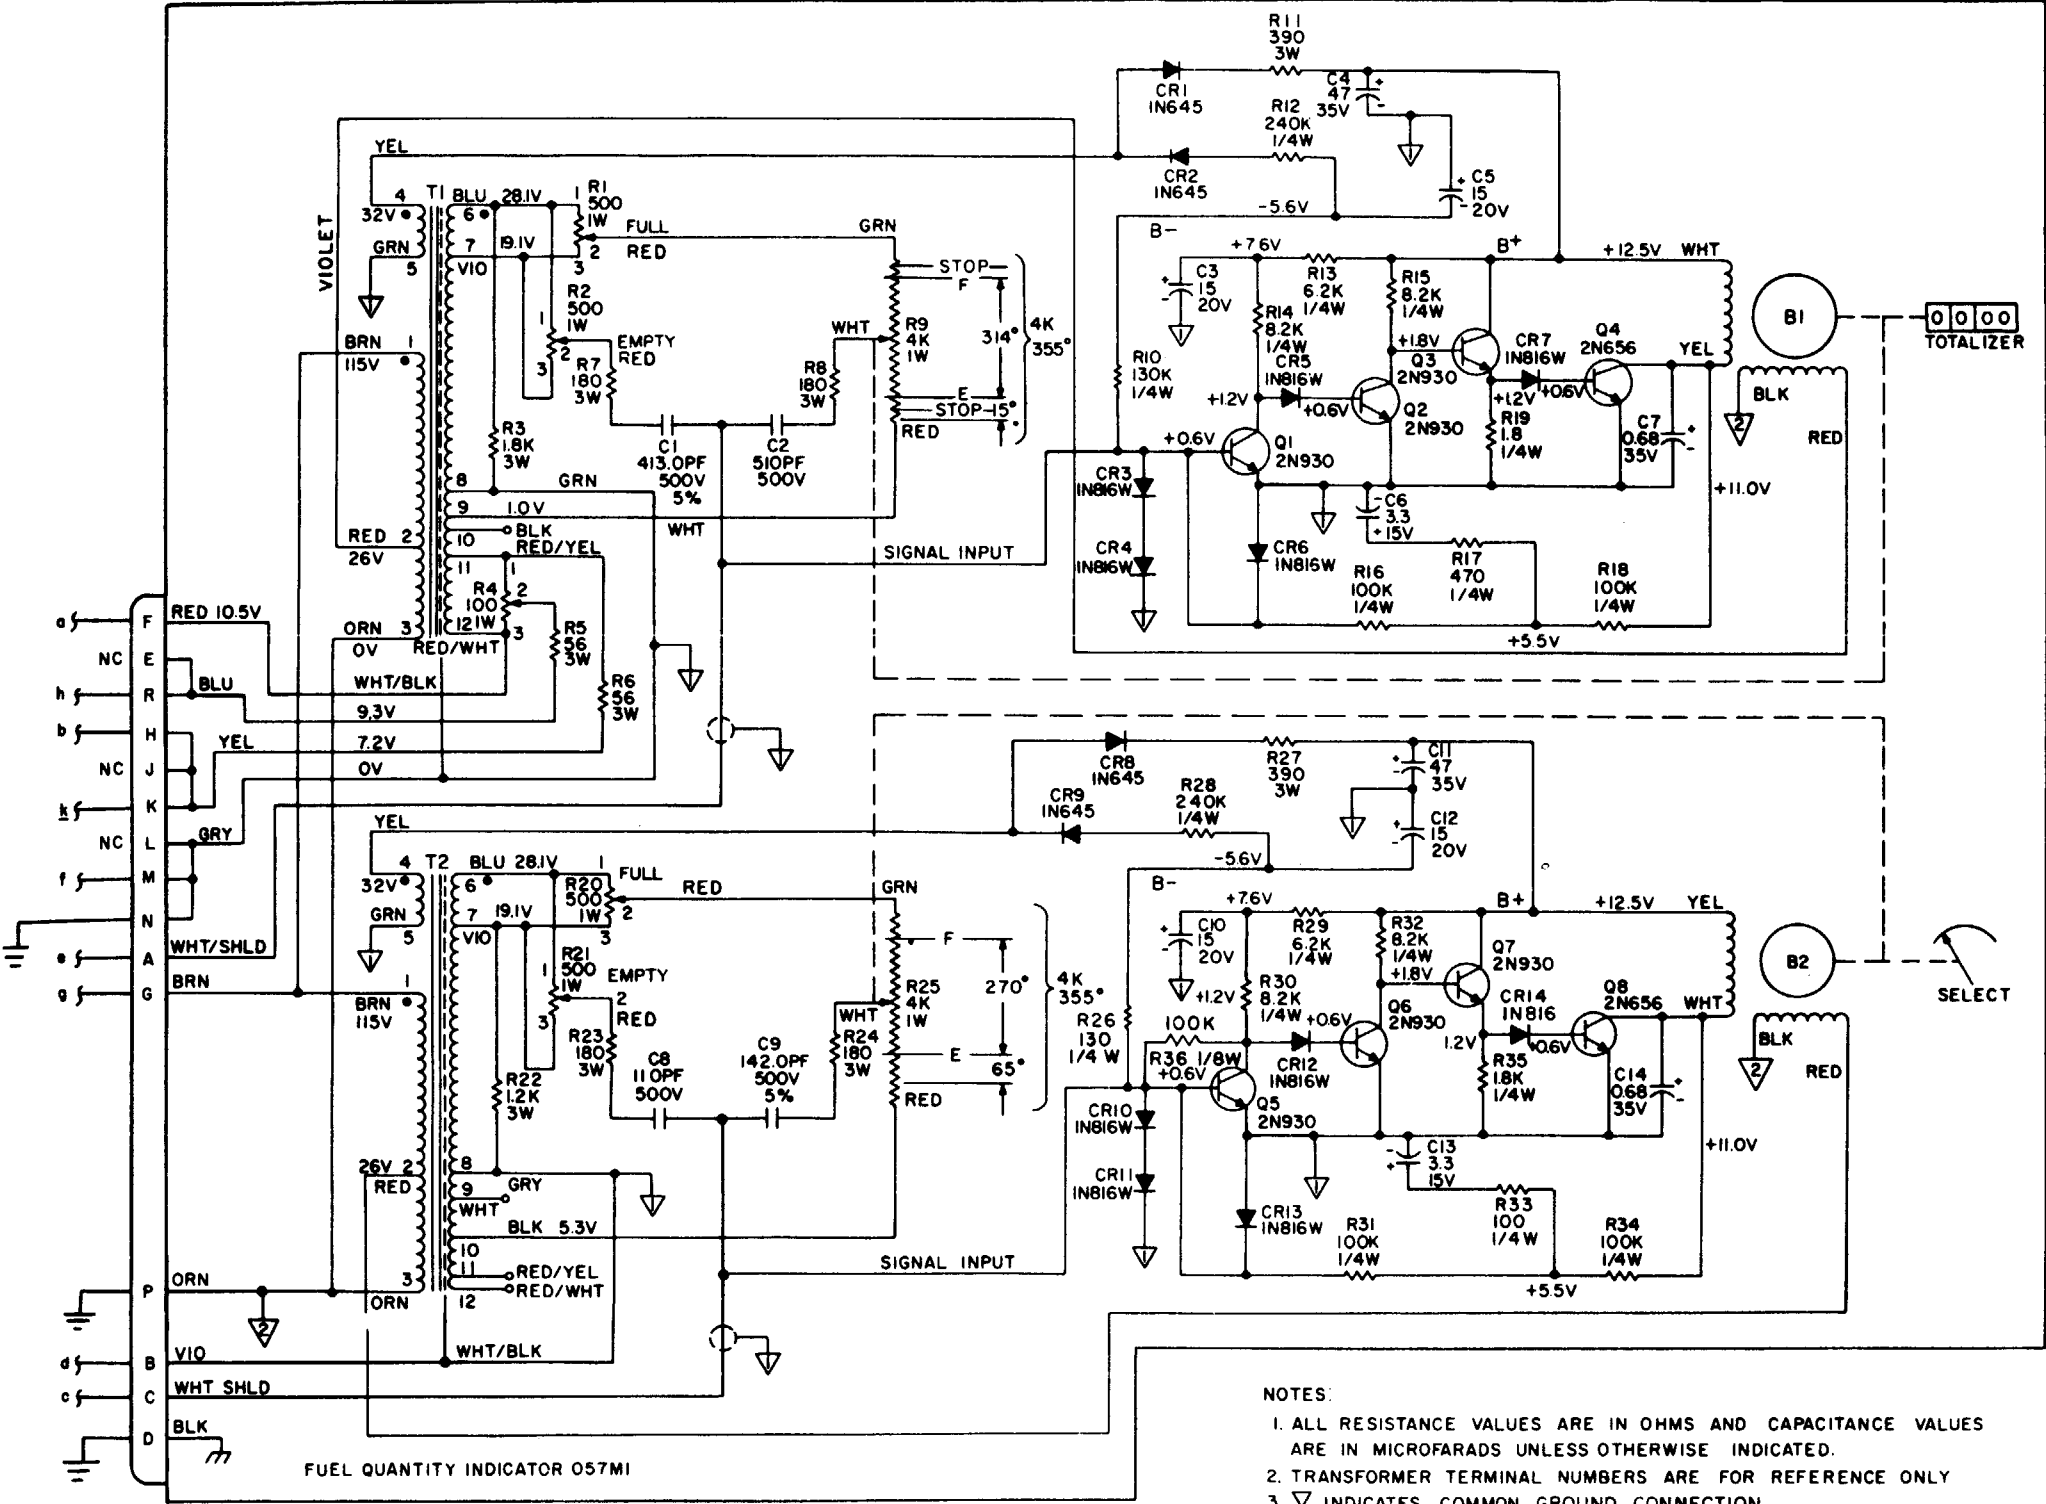 R11
390
3W
CR1
1N645
C4
47
35V
+
-
R12
240K
1/4W
CR2
1N645
C5
15
20V
+
-
-5.6V
B-
VIOLET
YEL
4
32V
GRN
5
T1
BLU 28.1V
6
7
19.1V
VIO
1
R1
500
1W
2
3
FULL
RED
GRN
R2
500
1W
1
2
3
EMPTY
RED
R7
180
3W
R3
1.8K
3W
C1
413.0PF
500V
5%
C2
510PF
500V
R8
180
3W
WHT
R9
4K
1W
STOP
F
314°
4K
355°
E
STOP 15°
RED
BRN
1
115V
RED 2
26V
ORN
3
0V
8
GRN
9
1.0V
WHT
BLK
10
RED/YEL
11
1
R4
100
1W
2
12
3
RED/WHT
R5
56
3W
R6
56
3W
SIGNAL INPUT
+7.6V
C3
15
20V
+
-
R13
6.2K
1/4W
R14
8.2K
1/4W
R15
8.2K
1/4W
B+
+12.5V WHT
R10
130K
1/4W
+1.2V
CR5
1N816W
+0.6V
+1.8V
Q3
2N930
Q2
2N930
CR7
1N816W
+0.6V
Q4
2N656
YEL
+1.2V
R19
1.8
1/4W
C7
0.68
35V
+
-
+11.0V
+0.6V
Q1
2N930
CR3
1N816W
CR4
1N816W
CR6
1N816W
C6
3.3
15V
-
+
R17
470
1/4W
R16
100K
1/4W
R18
100K
1/4W
+5.5V
B1
0 0 0 0
TOTALIZER
BLK
2
RED
a
F
RED 10.5V
NC
E
h
R
BLU
b
H
NC
J
k
K
NC
L
GRY
f
M
N
e
A
WHT/SHLD
g
G
BRN
P
ORN
2
d
B
VIO
c
C
WHT SHLD
D
BLK
WHT/BLK
9.3V
YEL
7.2V
0V
CR8
1N645
R27
390
3W
C11
47
35V
+
-
CR9
1N645
R28
240K
1/4W
C12
15
20V
+
-
-5.6V
B-
YEL
4
32V
GRN
5
T2
BLU 28.1V
6
7
19.1V
VIO
1
R20
500
1W
2
3
FULL
RED
GRN
R21
500
1W
1
2
3
EMPTY
RED
R23
180
3W
R22
1.2K
3W
C8
110PF
500V
C9
142.0PF
500V
5%
WHT
R24
180
3W
R25
4K
1W
F
270°
4K
355°
E
65°
RED
1
BRN
115V
26V 2
RED
3
ORN
8
GRY
9
WHT
BLK 5.3V
10
11
RED/YEL
RED/WHT
12
WHT/BLK
SIGNAL INPUT
+7.6V
C10
15
20V
+
-
R29
6.2K
1/4W
R30
8.2K
1/4W
R32
8.2K
1/4W
B+
+12.5V YEL
+1.2V
R26
130
1/4 W
100K
R36 1/8W
+0.6V
CR12
1N816W
+0.6V
+1.8V
Q6
2N930
Q7
2N930
CR14
1N816
+0.6V
1.2V
R35
1.8K
1/4W
Q8
2N656
WHT
C14
0.68
35V
+
-
+11.0V
Q5
2N930
CR10
1N816W
CR11
1N816W
CR13
1N816W
C13
3.3
15V
-
+
R33
100
1/4W
R31
100K
1/4W
R34
100K
1/4W
+5.5V
B2
SELECT
BLK
2
RED
FUEL QUANTITY INDICATOR 057M1
NOTES:
1. ALL RESISTANCE VALUES ARE IN OHMS AND CAPACITANCE VALUES
ARE IN MICROFARADS UNLESS OTHERWISE INDICATED.
2. TRANSFORMER TERMINAL NUMBERS ARE FOR REFERENCE ONLY
3. INDICATES COMMON GROUND CONNECTION